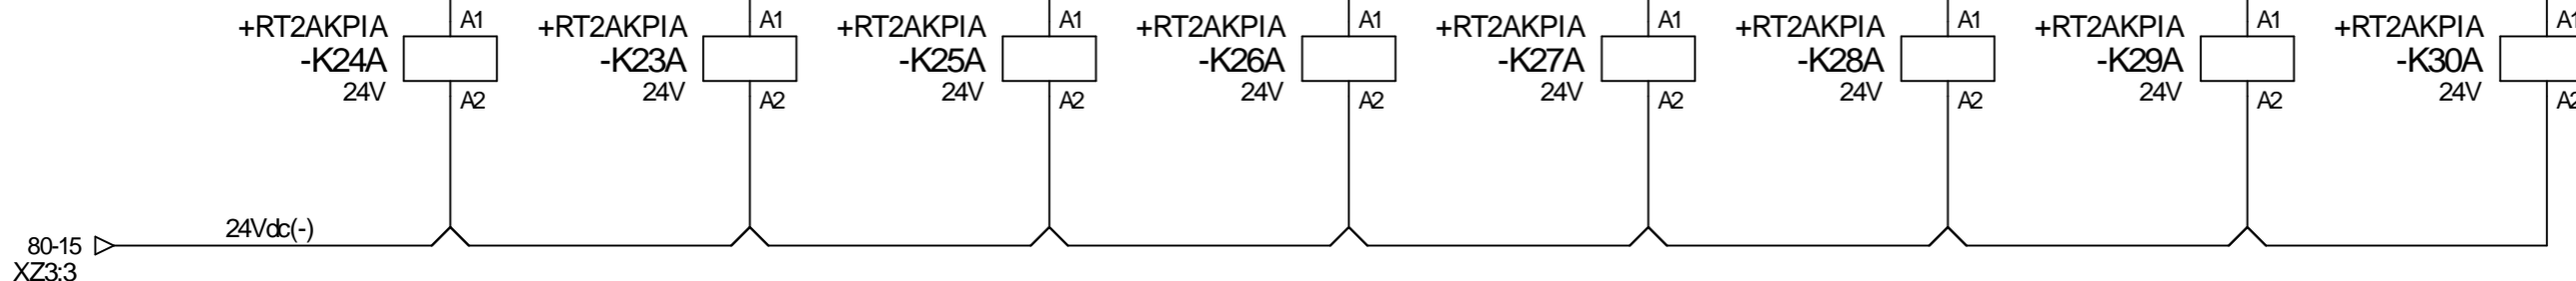 +RT2AKPIA A1 +RT2AKPIA A1 +RT2AKPIA A1 +RT2AKPIA A1 +RT2AKPIA A1 +RT2AKPIA A1 +RT2AKPIA A1 +RT2AKPIA A1
-K24A -K23A -K25A -K26A -K27A -K28A -K29A -K30A
24V A2 24V A2 24V A2 24V A2 24V A2 24V A2 24V A2 24V A2
24Vdc(-)
80-15
XZ3:3